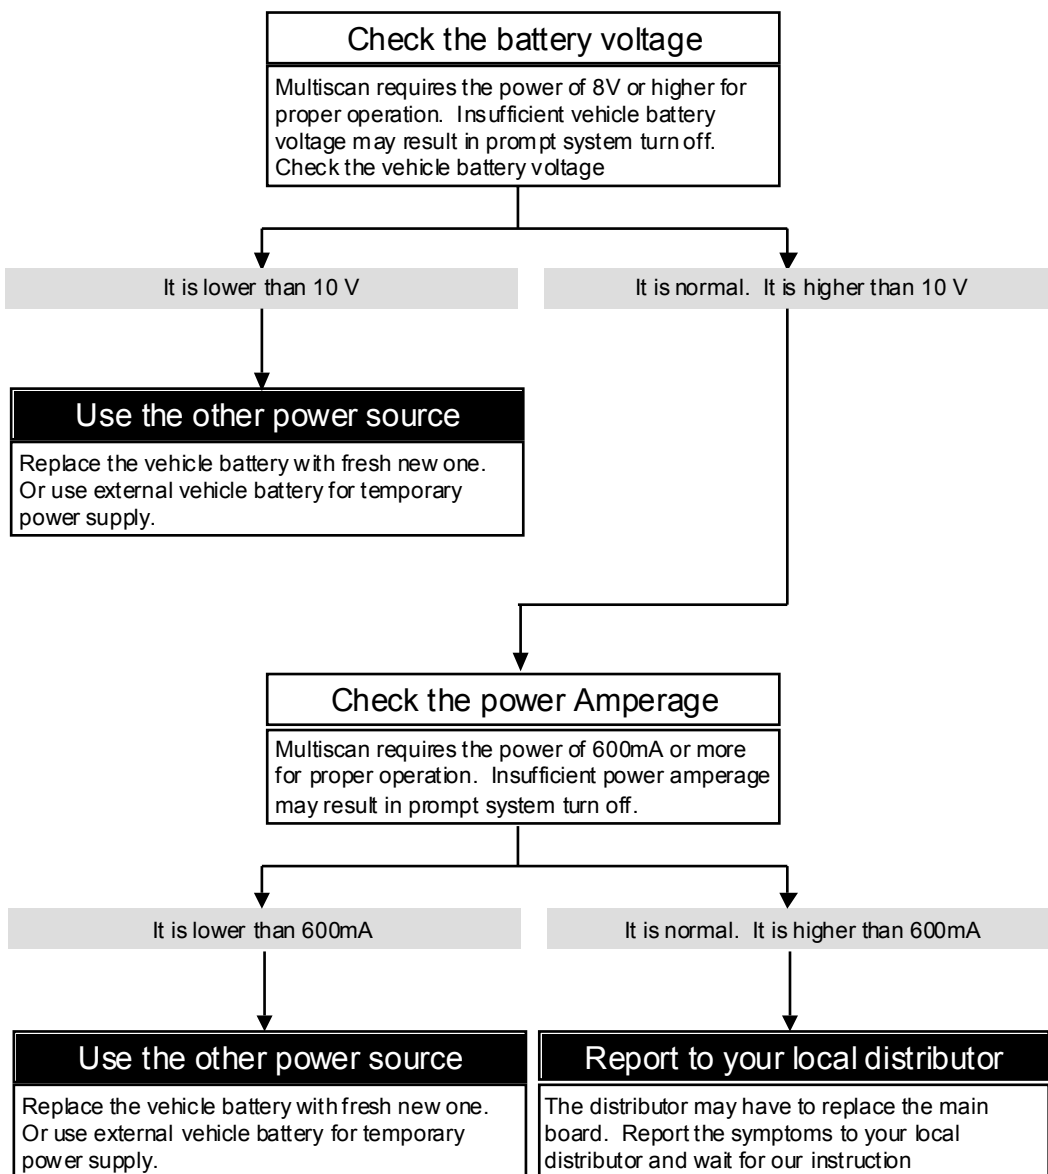 Check the battery voltage
Multiscan requires the power of 8V or higher for
proper operation. Insufficient vehicle battery
voltage may result in prompt system turn off.
Check the vehicle battery voltage
It is lower than 10 V
It is normal. It is higher than 10 V
Use the other power source
Replace the vehicle battery with fresh new one.
Or use external vehicle battery for temporary
power supply.
Check the power Amperage
Multiscan requires the power of 600mA or more
for proper operation. Insufficient power amperage
may result in prompt system turn off.
It is lower than 600mA
It is normal. It is higher than 600mA
Use the other power source
Replace the vehicle battery with fresh new one.
Or use external vehicle battery for temporary
power supply.
Report to your local distributor
The distributor may have to replace the main
board. Report the symptoms to your local
distributor and wait for our instruction